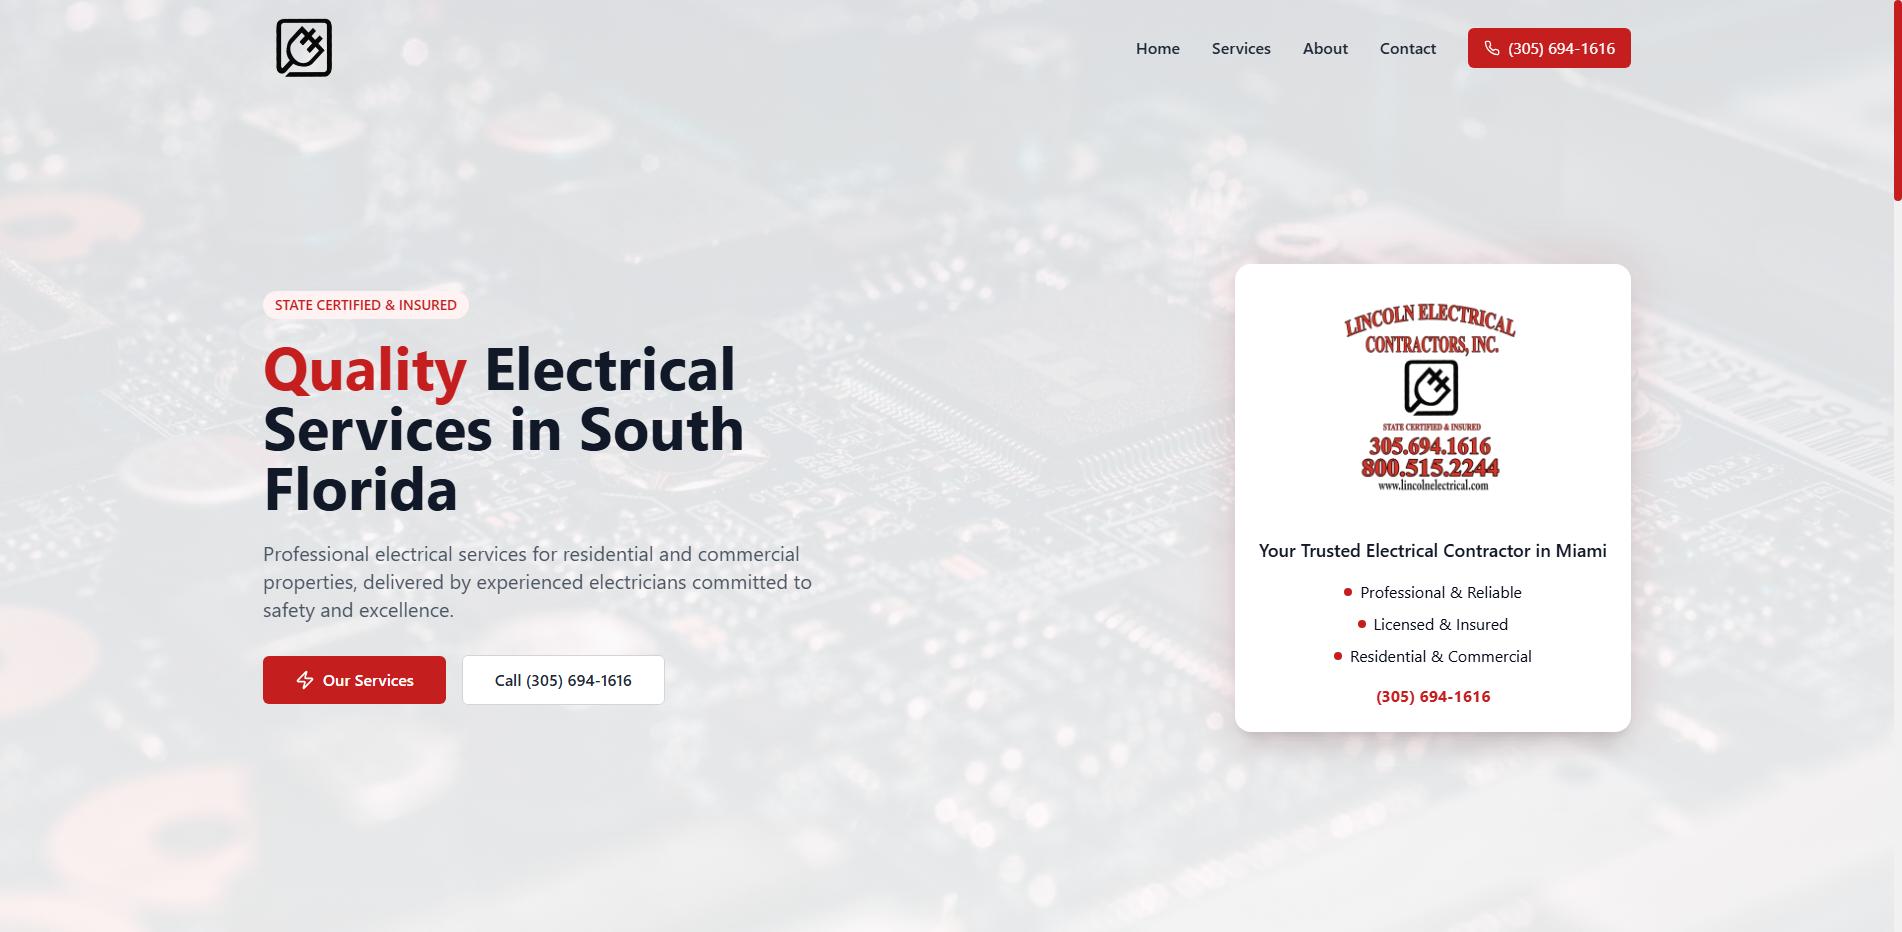 Home Services About Contact (305) 694-1616
STATE CERTIFIED & INSURED
Quality Electrical
Services in South
Florida
Professional electrical services for residential and commercial
properties, delivered by experienced electricians committed to
safety and excellence.
Our Services Call (305) 694-1616
LINCOLN ELECTRICAL
CONTRACTORS, INC.
STATE CERTIFIED & INSURED
305.694.1616
800.515.2244
www.lincolnelectrical.com
Your Trusted Electrical Contractor in Miami
Professional & Reliable
Licensed & Insured
Residential & Commercial
(305) 694-1616